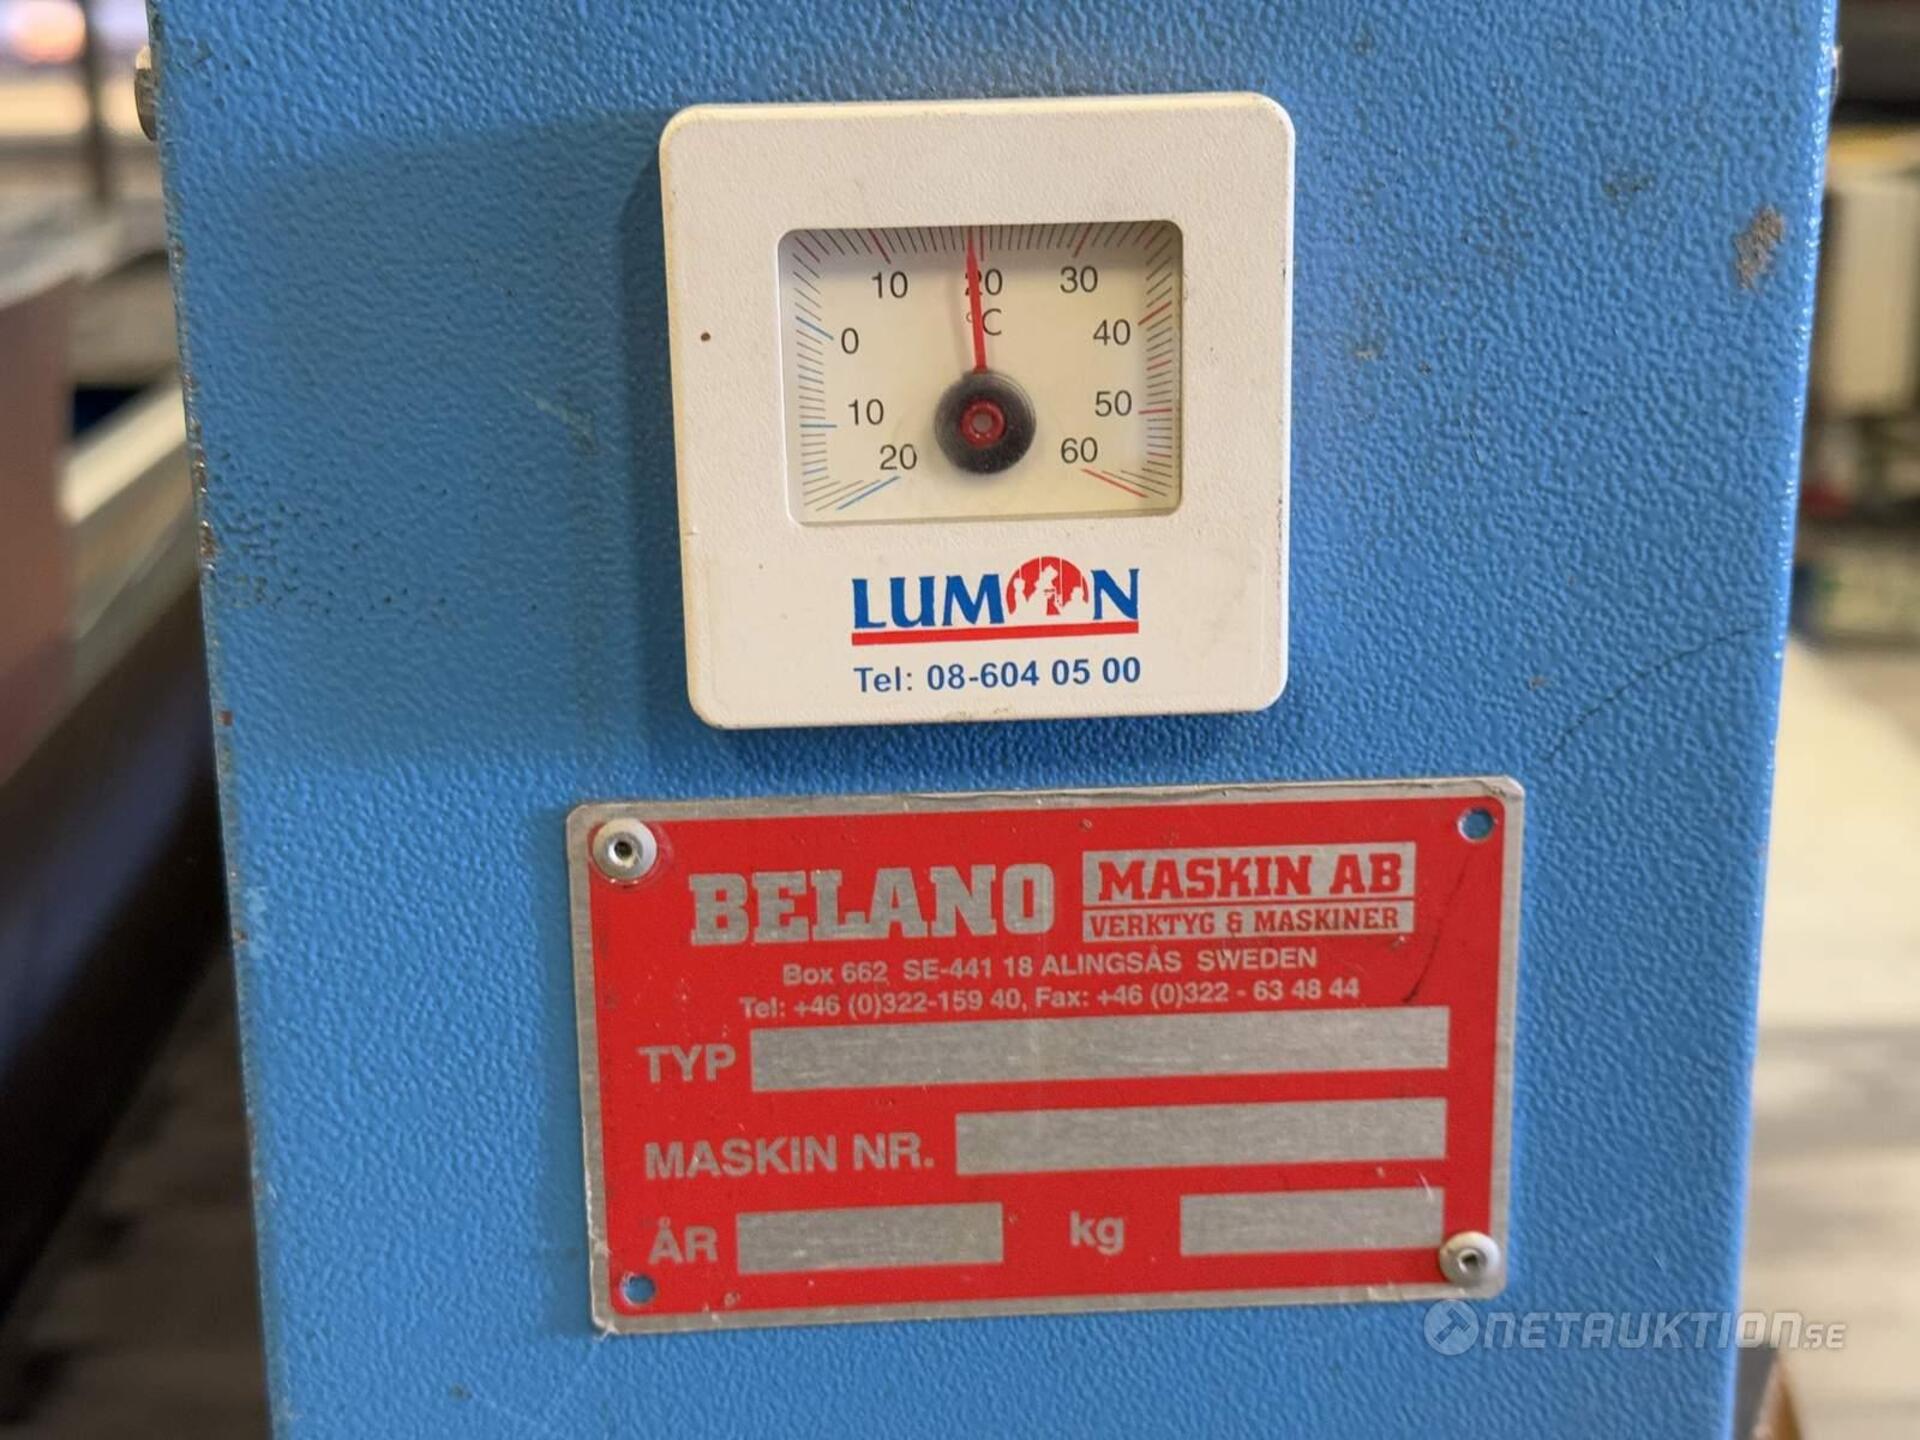 10 20 30
°C
0 40
10 50
20 60
LUMON
Tel: 08-604 05 00
BELANO MASKIN AB
VERKTYG & MASKINER
Box 662 SE-441 18 ALINGSÅS SWEDEN
Tel: +46 (0)322-159 40, Fax: +46 (0)322 - 63 48 44
TYP
MASKIN NR.
ÅR kg
NETAUKTION.SE